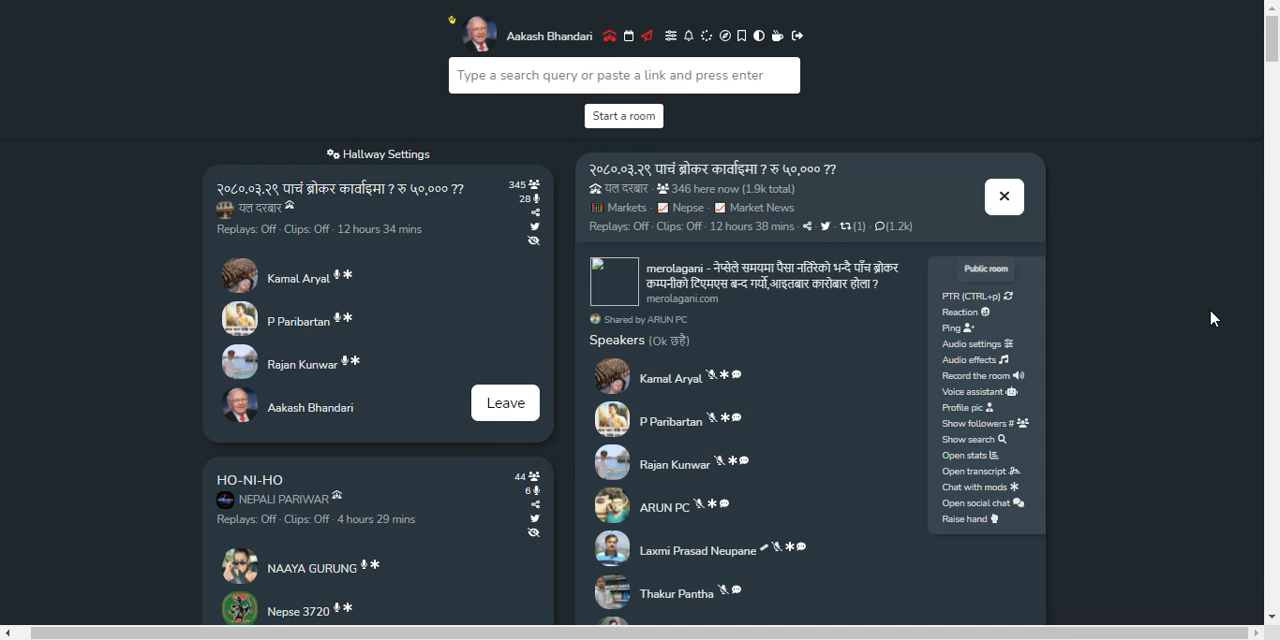 Aakash Bhandari
Type a search query or paste a link and press enter
Start a room
Hallway Settings
२०८०.०३.२९ पाचं ब्रोकर कार्वाइमा ? रु ५०,००० ??
345
यल दरबार
28
Replays: Off · Clips: Off · 12 hours 34 mins
Kamal Aryal
P Paribartan
Rajan Kunwar
Aakash Bhandari
Leave
HO-NI-HO
44
NEPALI PARIWAR
6
Replays: Off · Clips: Off · 4 hours 29 mins
NAAYA GURUNG
Nepse 3720
२०८०.०३.२९ पाचं ब्रोकर कार्वाइमा ? रु ५०,००० ??
यल दरबार · 346 here now (1.9k total)
Markets · Nepse · Market News
Replays: Off · Clips: Off · 12 hours 38 mins · · · (1) · (1.2k)
merolagani - नेप्सेले समयमा पैसा नतिरेको भन्दै पाँच ब्रोकर
कम्पनीको टिएमएस बन्द गर्यो,आइतबार कारोबार होला ?
merolagani.com
Shared by ARUN PC
Speakers (Ok छहै)
Kamal Aryal
P Paribartan
Rajan Kunwar
ARUN PC
Laxmi Prasad Neupane
Thakur Pantha
Public room
PTR (CTRL+p)
Reaction
Ping
Audio settings
Audio effects
Record the room
Voice assistant
Profile pic
Show followers #
Show search
Open stats
Open transcript
Chat with mods
Open social chat
Raise hand